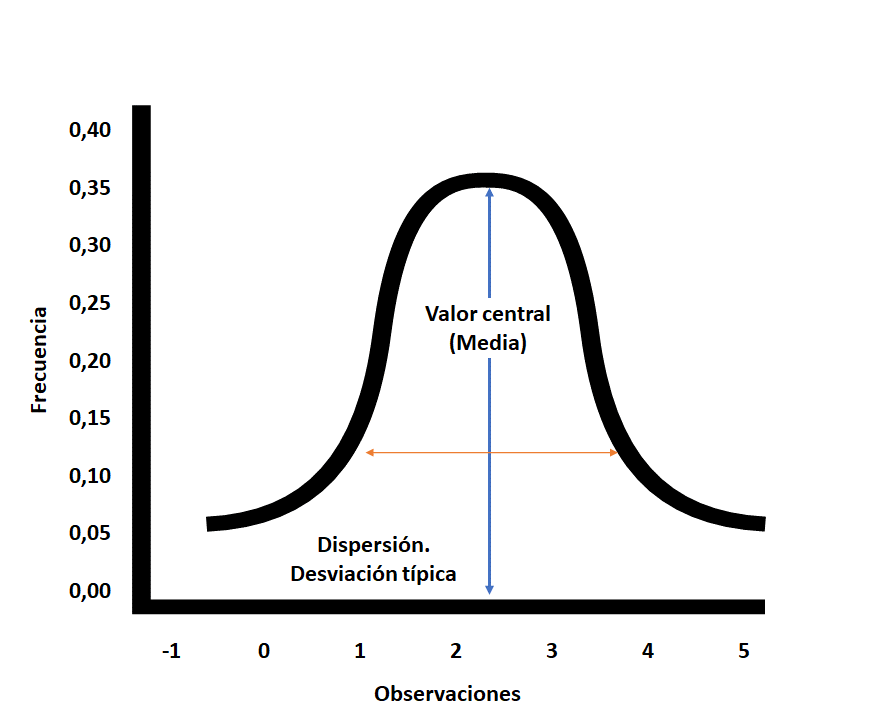 0,40
0,35
0,30
0,25
0,20
0,15
0,10
0,05
0,00
Frecuencia
Valor central
(Media)
Dispersión.
Desviación típica
-1 0 1 2 3 4 5
Observaciones